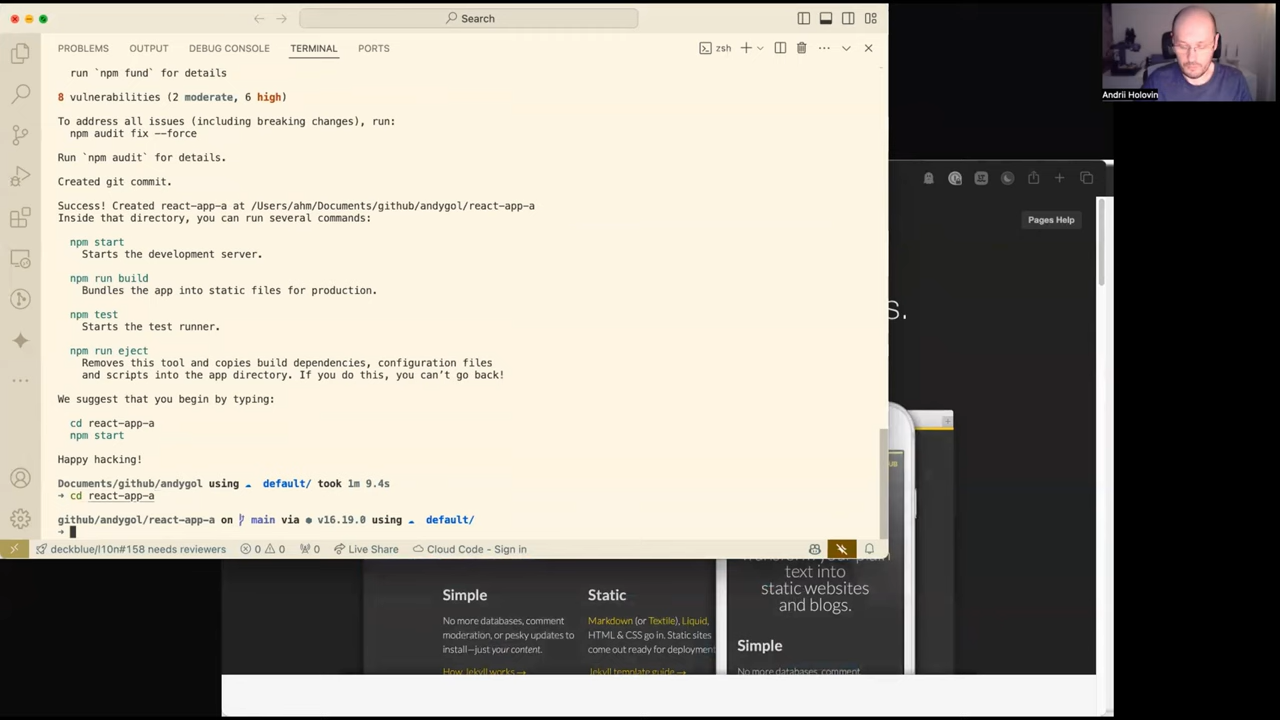 Search
PROBLEMS OUTPUT DEBUG CONSOLE TERMINAL PORTS
zsh
run `npm fund` for details
8 vulnerabilities (2 moderate, 6 high)
To address all issues (including breaking changes), run:
npm audit fix --force
Run `npm audit` for details.
Created git commit.
Success! Created react-app-a at /Users/ahm/Documents/github/andygol/react-app-a
Inside that directory, you can run several commands:
npm start
Starts the development server.
npm run build
Bundles the app into static files for production.
npm test
Starts the test runner.
npm run eject
Removes this tool and copies build dependencies, configuration files
and scripts into the app directory. If you do this, you can’t go back!
We suggest that you begin by typing:
cd react-app-a
npm start
Happy hacking!
Documents/github/andygol using default/ took 1m 9.4s
➜ cd react-app-a
github/andygol/react-app-a on main via v16.19.0 using default/
➜
deckblue/l10n#158 needs reviewers 0 0 0 Live Share Cloud Code - Sign in
Andrii Holovin
Pages Help
s.
text into
static websites
and blogs.
Simple
No more databases, comment
moderation, or pesky updates to
install—just your content.
How Jekyll works →
Static
Markdown (or Textile), Liquid,
HTML & CSS go in. Static sites
come out ready for deployment
Jekyll template guide →
Simple
No more databases, comment